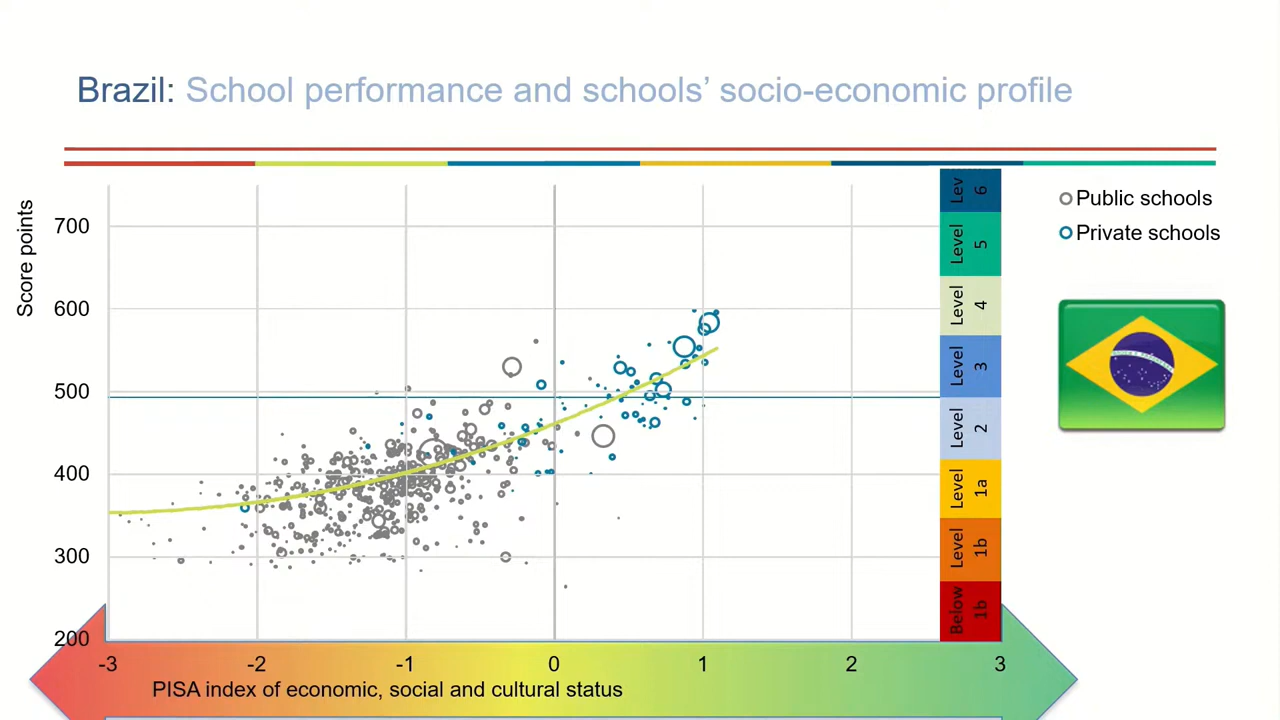 Brazil: School performance and schools' socio-economic profile
Score points
700
600
500
400
300
200
-3
-2
-1
0
1
2
3
PISA index of economic, social and cultural status
Lev 6
Level 5
Level 4
Level 3
Level 2
Level 1a
Level 1b
Below 1b
Public schools
Private schools